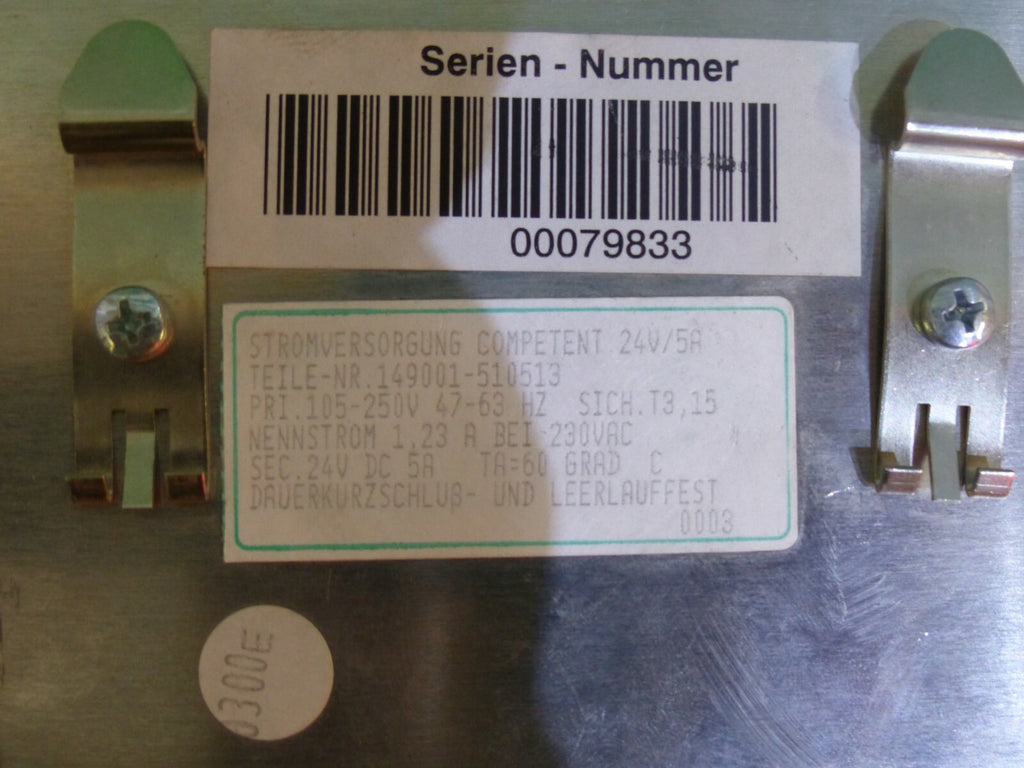 Serien - Nummer
00079833
STROMVERSORGUNG COMPETENT 24V/5A
TEILE-NR.149001-510513
PRI.105-250V 47-63 HZ SICH.T3,15
NENNSTROM 1,23 A BEI 230VAC
SEC.24V DC 5A TA=60 GRAD C
DAUERKURZSCHLUß- UND LEERLAUFFEST
0003
0300E